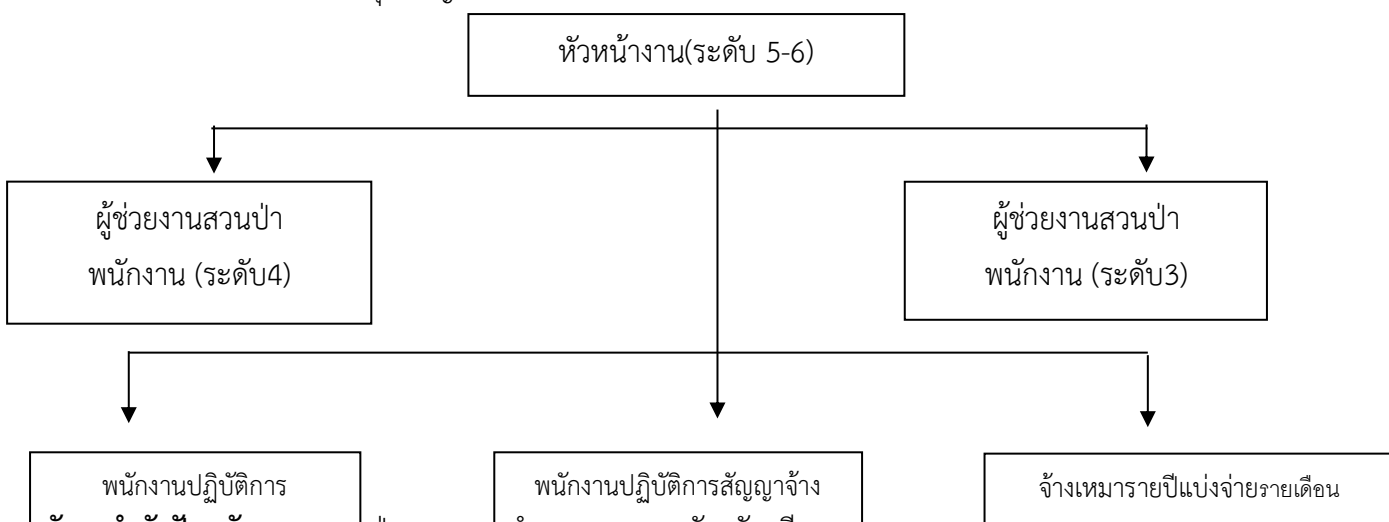 หัวหน้างาน(ระดับ 5-6)
ผู้ช่วยงานสวนป่า
พนักงาน (ระดับ4)
ผู้ช่วยงานสวนป่า
พนักงาน (ระดับ3)
พนักงานปฏิบัติการ
พนักงานปฏิบัติการสัญญาจ้าง
จ้างเหมารายปีแบ่งจ่ายรายเดือน